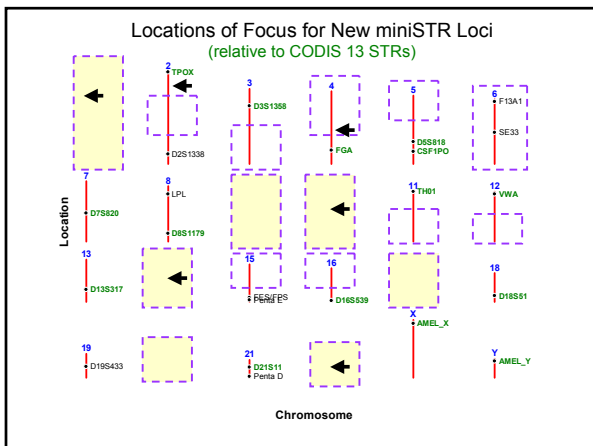 Locations of Focus for New miniSTR Loci
(relative to CODIS 13 STRs)
2
TPOX
D2S1338
3
D3S1358
4
FGA
5
D5S818
CSF1PO
6
F13A1
SE33
7
D7S820
8
LPL
D8S1179
11
TH01
12
VWA
13
D13S317
15
FES/FPS
Penta E
16
D16S539
18
D18S51
19
D19S433
21
D21S11
Penta D
X
AMEL_X
Y
AMEL_Y
Location
Chromosome